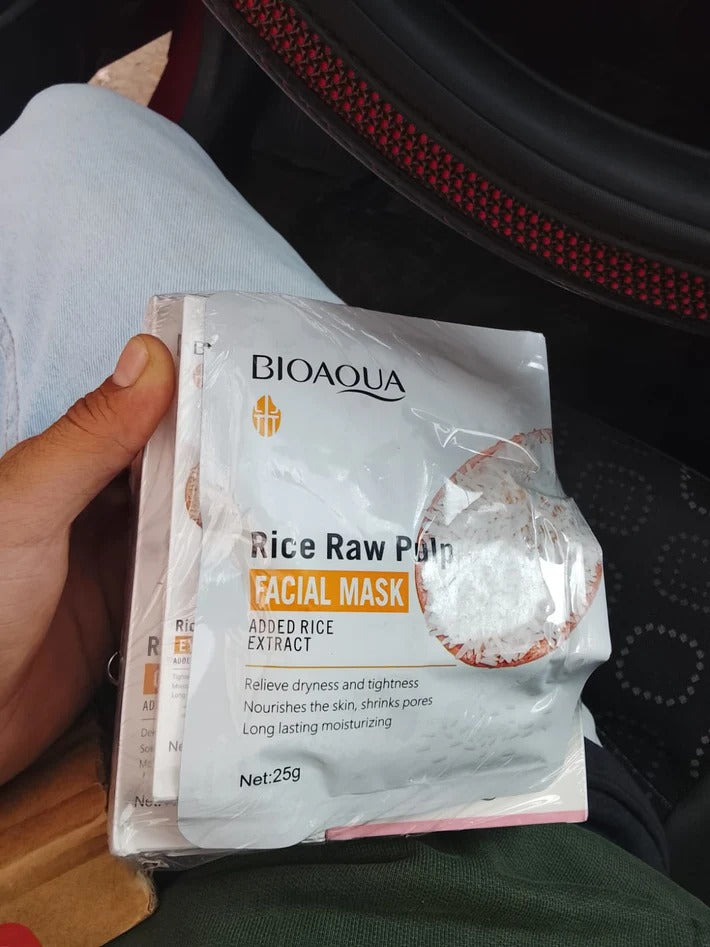 BIOAQUA
Rice Raw Pulp
FACIAL MASK
ADDED RICE
EXTRACT
Relieve dryness and tightness
Nourishes the skin, shrinks pores
Long lasting moisturizing
Net:25g